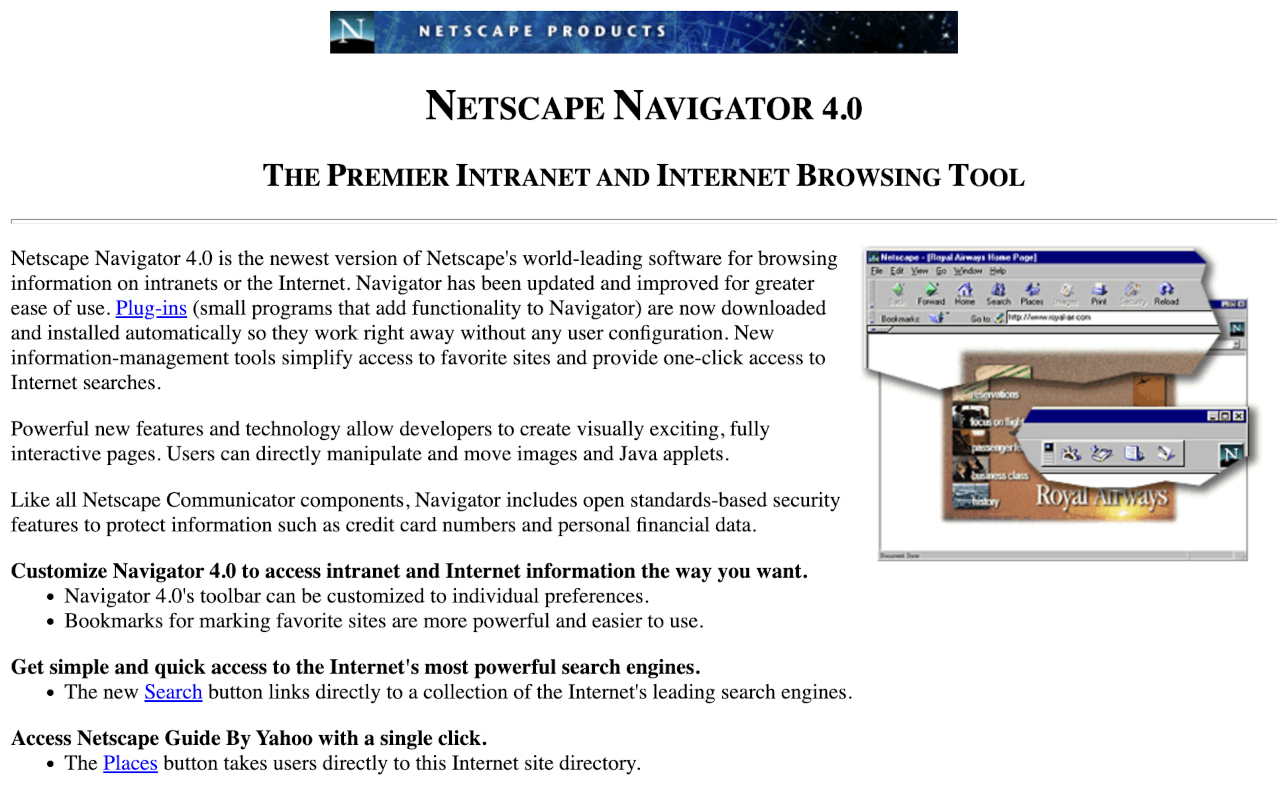 N NETSCAPE PRODUCTS
NETSCAPE NAVIGATOR 4.0
THE PREMIER INTRANET AND INTERNET BROWSING TOOL
Netscape Navigator 4.0 is the newest version of Netscape's world-leading software for browsing
information on intranets or the Internet. Navigator has been updated and improved for greater
ease of use. Plug-ins (small programs that add functionality to Navigator) are now downloaded
and installed automatically so they work right away without any user configuration. New
information-management tools simplify access to favorite sites and provide one-click access to
Internet searches.
Powerful new features and technology allow developers to create visually exciting, fully
interactive pages. Users can directly manipulate and move images and Java applets.
Like all Netscape Communicator components, Navigator includes open standards-based security
features to protect information such as credit card numbers and personal financial data.
Customize Navigator 4.0 to access intranet and Internet information the way you want.
• Navigator 4.0's toolbar can be customized to individual preferences.
• Bookmarks for marking favorite sites are more powerful and easier to use.
Get simple and quick access to the Internet's most powerful search engines.
• The new Search button links directly to a collection of the Internet's leading search engines.
Access Netscape Guide By Yahoo with a single click.
• The Places button takes users directly to this Internet site directory.
Netscape - [Royal Airways Home Page]
File Edit View Go Window Help
Back Forward Home Search Places Images Print Security Reload
Bookmarks: Go to: http://www.royal-air.com
N
reservations
focus on flight
passenger
business class
history
N
Royal Airways
Document: Done